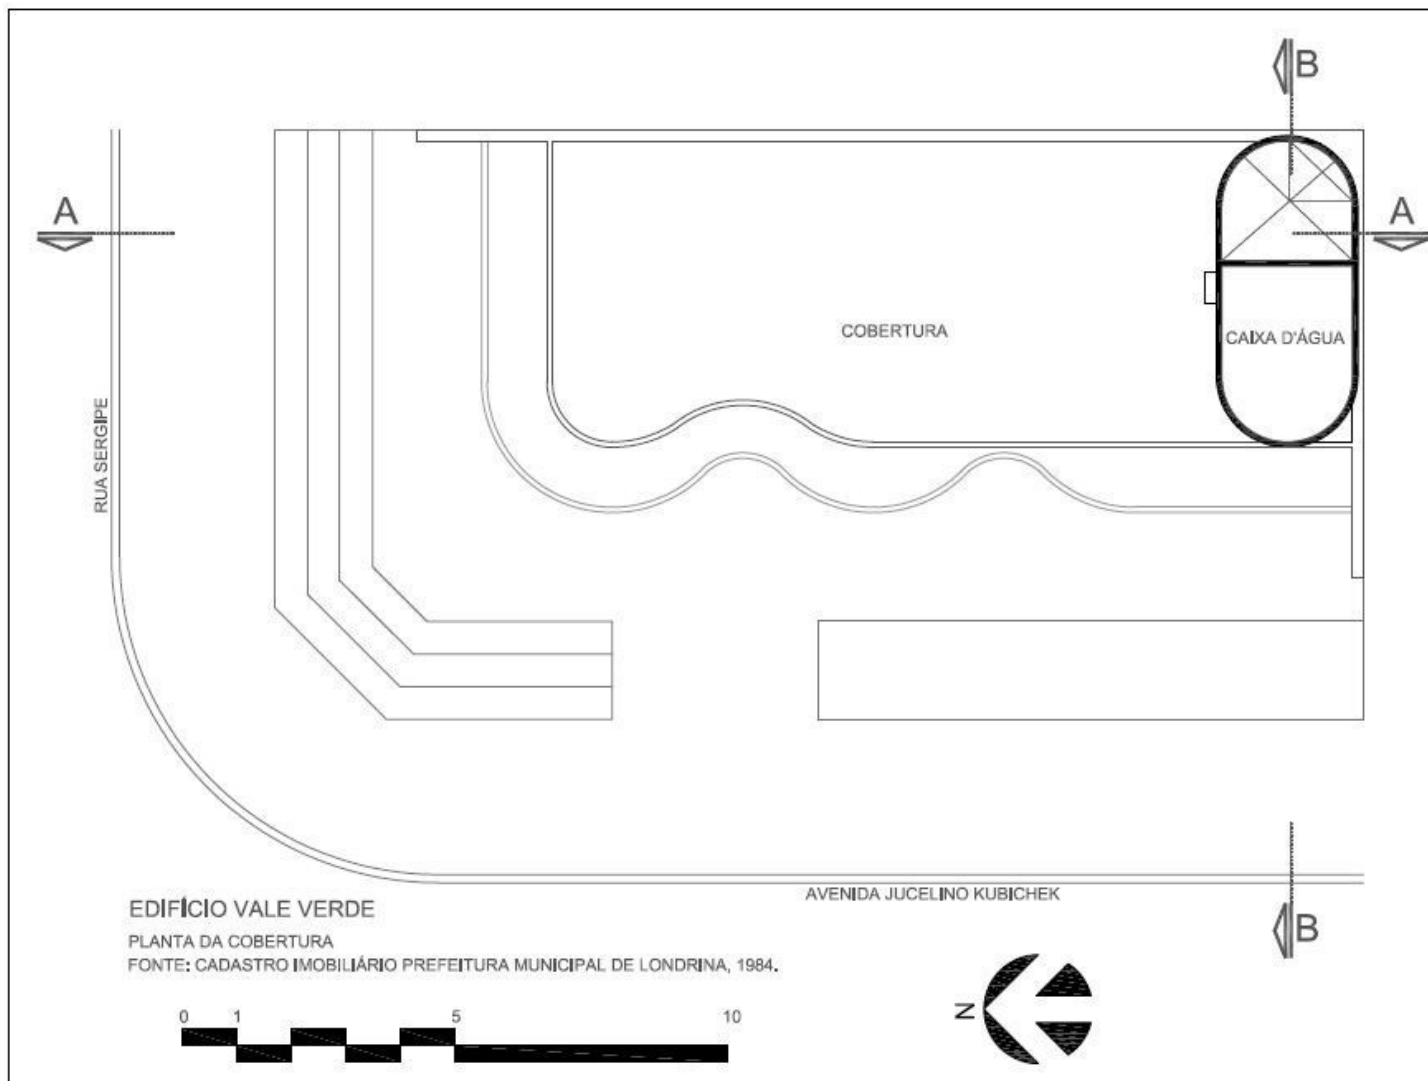 B
A
A
COBERTURA
CAIXA D'ÁGUA
RUA SERGIPE
AVENIDA JUCELINO KUBICHEK
EDIFÍCIO VALE VERDE
PLANTA DA COBERTURA
FONTE: CADASTRO IMOBILIÁRIO PREFEITURA MUNICIPAL DE LONDRINA, 1984.
B
0 1 5 10
N